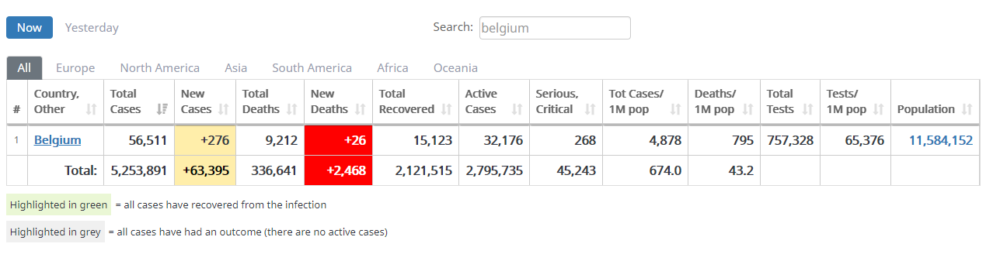 Now Yesterday Search: belgium
All Europe North America Asia South America Africa Oceania
# Country, Other Total Cases New Cases Total Deaths New Deaths Total Recovered Active Cases Serious, Critical Tot Cases/ 1M pop Deaths/ 1M pop Total Tests Tests/ 1M pop Population
1 Belgium 56,511 +276 9,212 +26 15,123 32,176 268 4,878 795 757,328 65,376 11,584,152
Total: 5,253,891 +63,395 336,641 +2,468 2,121,515 2,795,735 45,243 674.0 43.2
Highlighted in green = all cases have recovered from the infection
Highlighted in grey = all cases have had an outcome (there are no active cases)